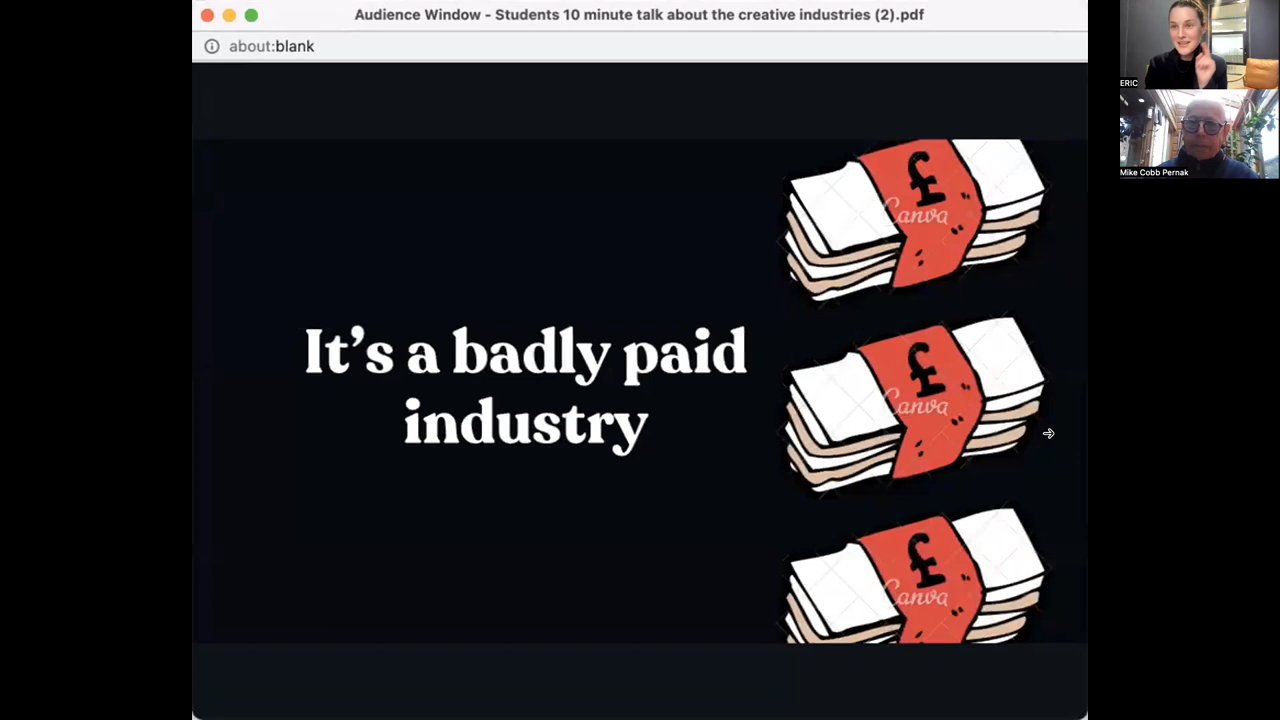 Audience Window - Students 10 minute talk about the creative industries (2).pdf
about:blank
It's a badly paid
industry
£
Canva
£
Canva
£
Canva
ERIC
Mike Cobb Pernak